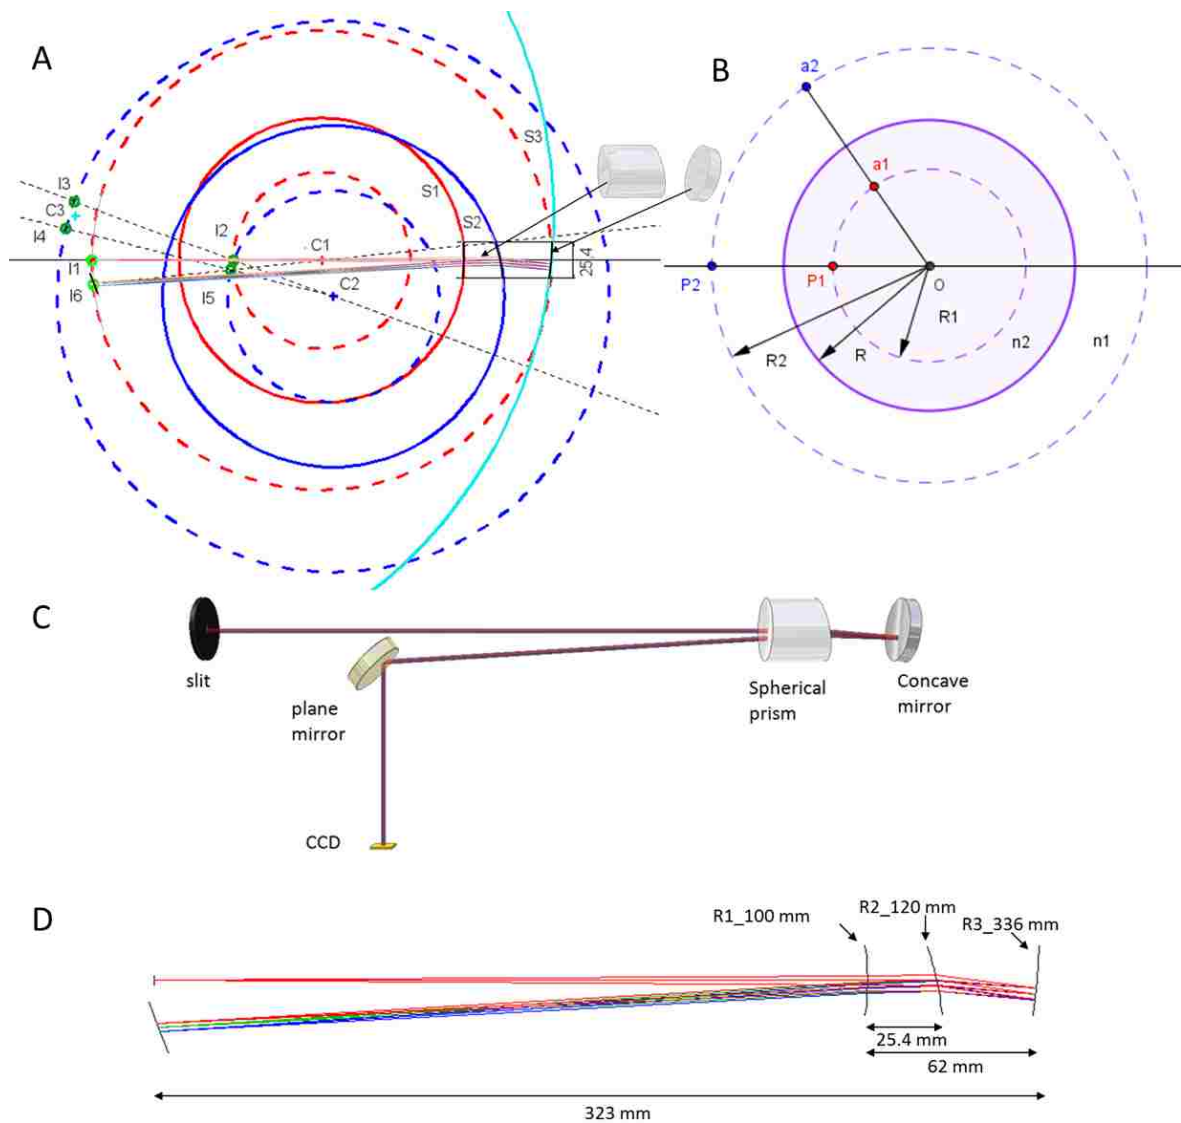 A
S3
I3
C3
I4
I2
S1
S2
C1
I1
I6
I5
C2
25.4
B
a2
a1
P2
P1
O
R1
R2
R
n2
n1
C
slit
plane
mirror
Spherical
prism
Concave
mirror
CCD
D
R1_100 mm
R2_120 mm
R3_336 mm
25.4 mm
62 mm
323 mm